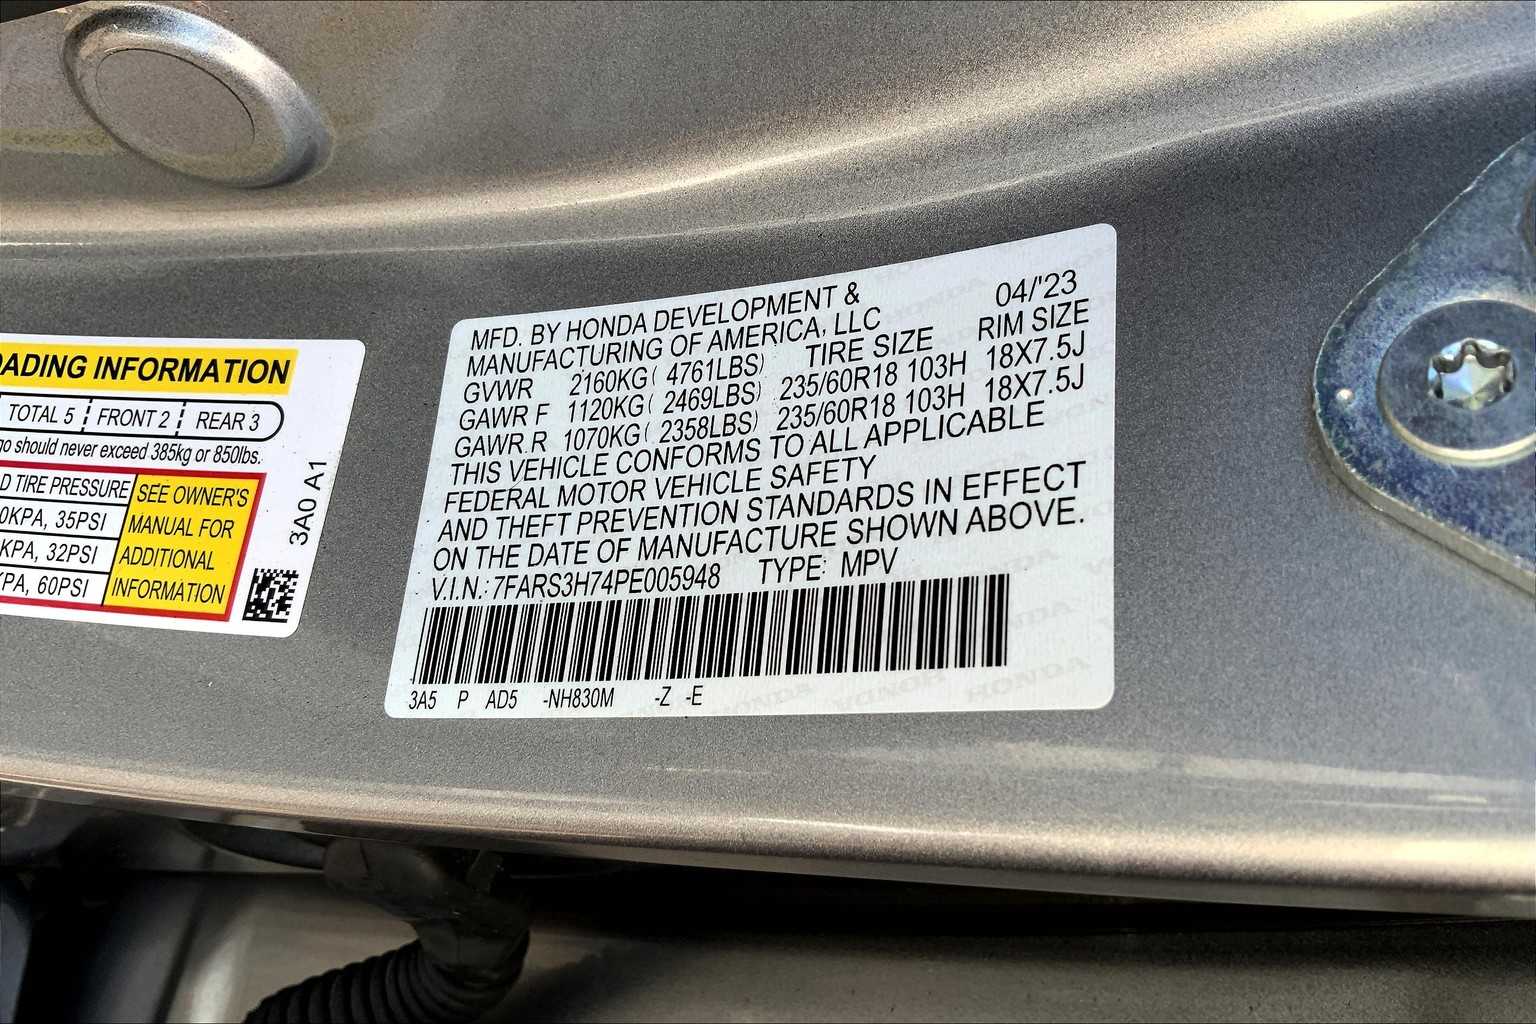 ADING INFORMATION
TOTAL 5 FRONT 2 REAR 3
should never exceed 385kg or 850lbs.
TIRE PRESSURE
35PSI
KPA, 32PSI
KPA, 60PSI
SEE OWNER'S
MANUAL FOR
ADDITIONAL
INFORMATION
3A0 A1
MFD. BY HONDA DEVELOPMENT & 04/'23
MANUFACTURING OF AMERICA, LLC
TIRE SIZE RIM SIZE
GVWR 2160KG( 4761LBS)
GAWR F 1120KG( 2469LBS) 235/60R18 103H 18X7.5J
GAWR R 1070KG( 2358LBS) 235/60R18 103H 18X7.5J
THIS VEHICLE CONFORMS TO ALL APPLICABLE
FEDERAL MOTOR VEHICLE SAFETY
AND THEFT PREVENTION STANDARDS IN EFFECT
ON THE DATE OF MANUFACTURE SHOWN ABOVE.
V.I.N.: 7FARS3H74PE005948 TYPE: MPV
3A5 P AD5 -NH830M -Z -E